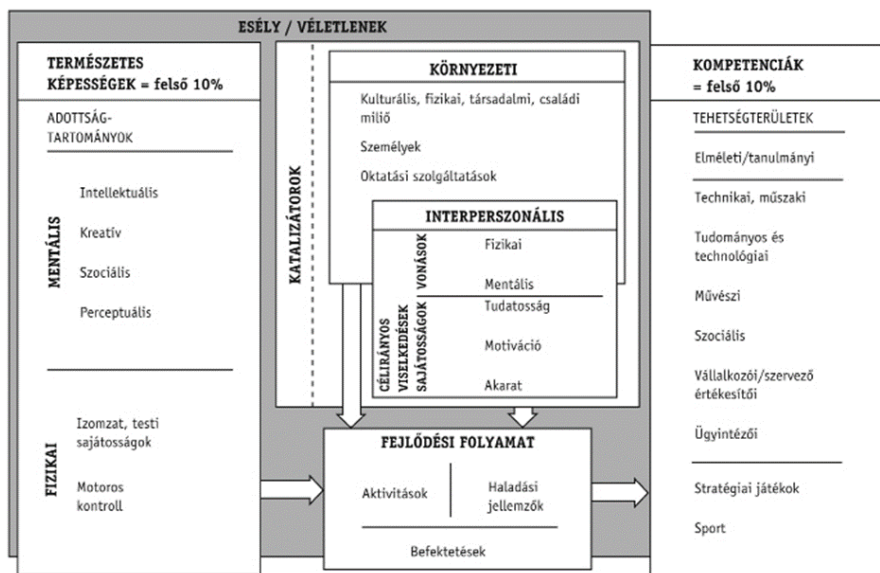 ESÉLY / VÉLETLENEK
TERMÉSZETES
KÉPESSÉGEK = felső 10%
ADOTTSÁG-
TARTOMÁNYOK
MENTÁLIS
Intellektuális
Kreatív
Szociális
Perceptuális
FIZIKAI
Izomzat, testi
sajátosságok
Motoros
kontroll
KATALIZÁTOROK
KÖRNYEZETI
Kulturális, fizikai, társadalmi, családi
milió
Személyek
Oktatási szolgáltatások
INTERPERSZONÁLIS
VONÁSOK
Fizikai
Mentális
CÉLIRÁNYOS
VISELKEDÉSEK
SAJÁTOSSÁGOK
Tudatosság
Motiváció
Akarat
FEJLŐDÉSI FOLYAMAT
Aktivitások
Haladási
jellemzők
Befektetések
KOMPETENCIÁK
= felső 10%
TEHETSÉGTERÜLETEK
Elméleti/tanulmányi
Technikai, műszaki
Tudományos és
technológiai
Művészi
Szociális
Vállalkozói/szervező
értékesítői
Ügyintézői
Stratégiai játékok
Sport